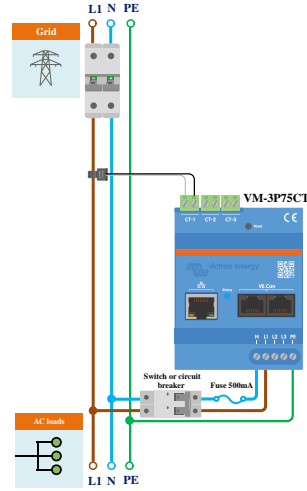 L1 N PE
Grid
VM-3P75CT
CT-1 CT-2 CT-3
CE
Reset
victron energy
Status
VE.Can
N L1 L2 L3 PE
Switch or circuit
breaker
Fuse 500mA
AC loads
L1 N PE